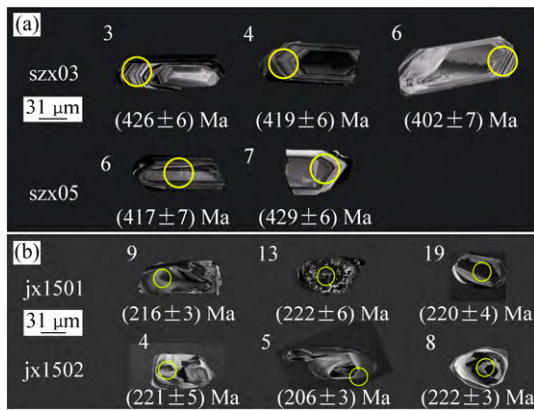 (a)
3 4 6
szx03
31 μm
(426±6) Ma (419±6) Ma (402±7) Ma
6 7
szx05
(417±7) Ma (429±6) Ma
(b)
9 13 19
jx1501
(216±3) Ma (222±6) Ma (220±4) Ma
31 μm
4 5 8
jx1502
(221±5) Ma (206±3) Ma (222±3) Ma